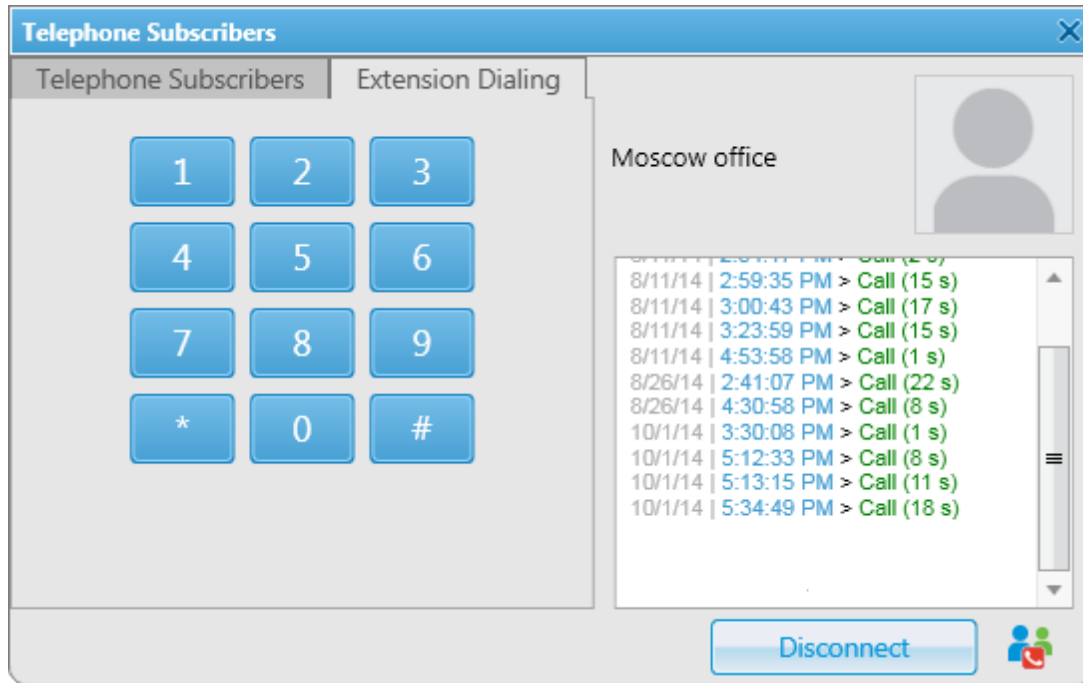 Telephone Subscribers
Telephone Subscribers
Extension Dialing
1 2 3
4 5 6
7 8 9
* 0 #
Moscow office
8/11/14 | 2:59:35 PM > Call (15 s)
8/11/14 | 3:00:43 PM > Call (17 s)
8/11/14 | 3:23:59 PM > Call (15 s)
8/11/14 | 4:53:58 PM > Call (1 s)
8/26/14 | 2:41:07 PM > Call (22 s)
8/26/14 | 4:30:58 PM > Call (8 s)
10/1/14 | 3:30:08 PM > Call (1 s)
10/1/14 | 5:12:33 PM > Call (8 s)
10/1/14 | 5:13:15 PM > Call (11 s)
10/1/14 | 5:34:49 PM > Call (18 s)
Disconnect